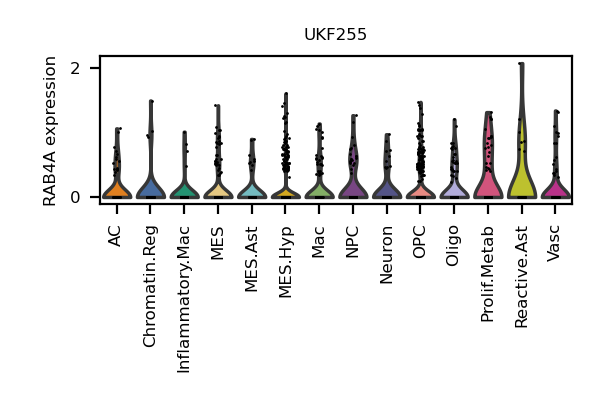 UKF255
RAB4A expression
2
0
AC
Chromatin.Reg
Inflammatory.Mac
MES
MES.Ast
MES.Hyp
Mac
NPC
Neuron
OPC
Oligo
Prolif.Metab
Reactive.Ast
Vasc